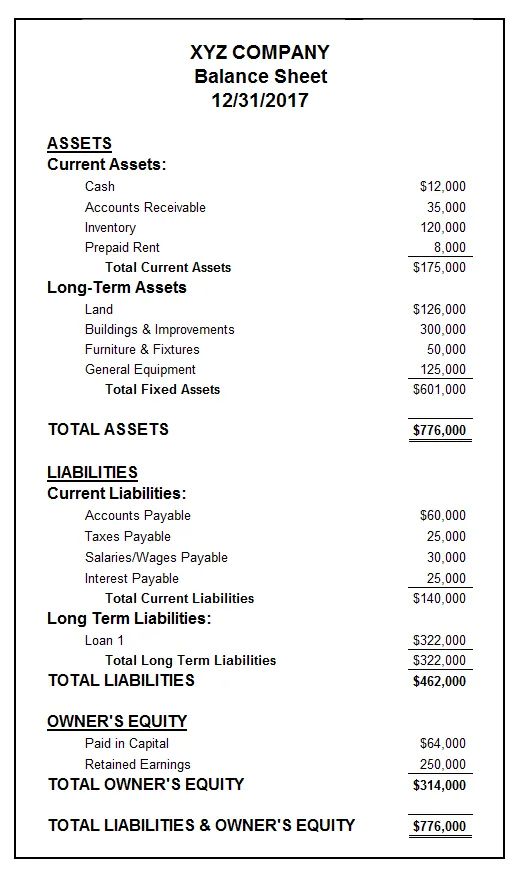 XYZ COMPANY
Balance Sheet
12/31/2017
ASSETS
Current Assets:
Cash $12,000
Accounts Receivable 35,000
Inventory 120,000
Prepaid Rent 8,000
Total Current Assets $175,000
Long-Term Assets
Land $126,000
Buildings & Improvements 300,000
Furniture & Fixtures 50,000
General Equipment 125,000
Total Fixed Assets $601,000
TOTAL ASSETS $776,000
LIABILITIES
Current Liabilities:
Accounts Payable $60,000
Taxes Payable 25,000
Salaries/Wages Payable 30,000
Interest Payable 25,000
Total Current Liabilities $140,000
Long Term Liabilities:
Loan 1 $322,000
Total Long Term Liabilities $322,000
TOTAL LIABILITIES $462,000
OWNER'S EQUITY
Paid in Capital $64,000
Retained Earnings 250,000
TOTAL OWNER'S EQUITY $314,000
TOTAL LIABILITIES & OWNER'S EQUITY $776,000